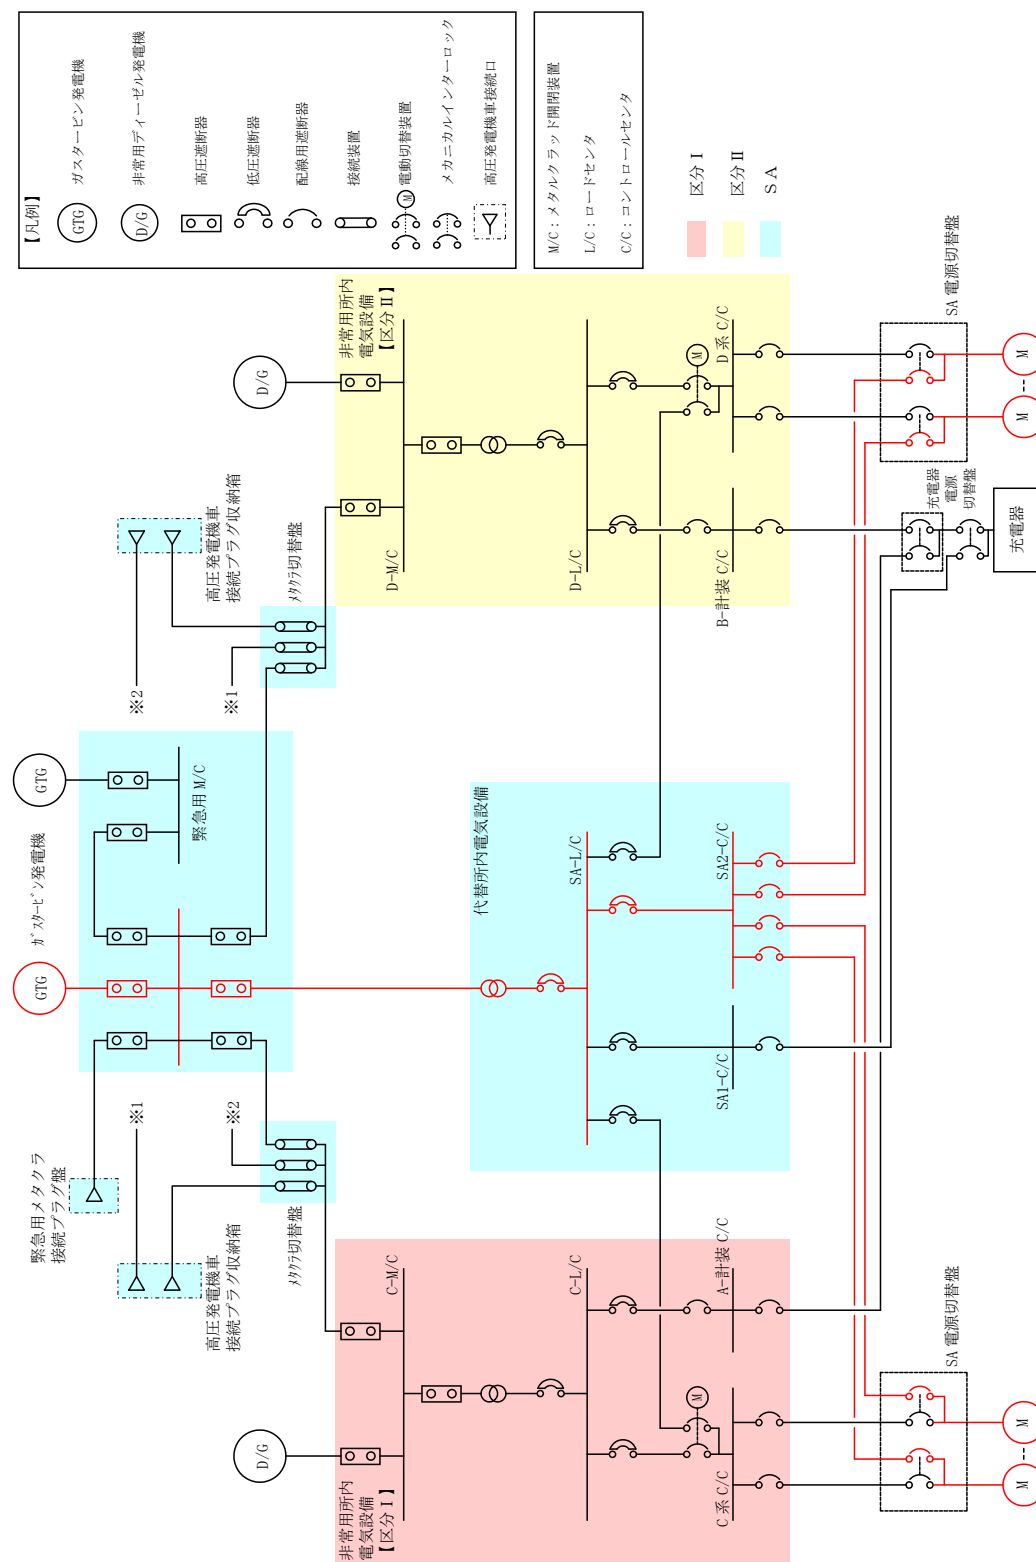 【凡例】
GTG
ガスタービン発電機
D/G
非常用ディーゼル発電機
高圧遮断器
低圧遮断器
配線用遮断器
接続装置
M
電動切替装置
メカニカルインターロック
高圧発電機車接続口
M/C：メタルクラッド開閉装置
L/C：ロードセンタ
C/C：コントロールセンタ
区分Ⅰ
区分Ⅱ
ＳＡ
緊急用メタクラ
接続プラグ盤
GTG
ｶﾞｽﾀｰﾋﾞﾝ発電機
GTG
緊急用 M/C
高圧発電機車
接続プラグ収納箱
※1
※2
ﾒﾀｸﾗ切替盤
高圧発電機車
接続プラグ収納箱
※2
※1
ﾒﾀｸﾗ切替盤
D/G
D/G
非常用所内
電気設備
【区分Ⅰ】
C-M/C
C-L/C
M
C系 C/C
A-計装 C/C
代替所内電気設備
SA-L/C
SA1-C/C
SA2-C/C
非常用所内
電気設備
【区分Ⅱ】
D-M/C
D-L/C
M
B-計装 C/C
D系 C/C
SA 電源切替盤
M
M
充電器
電源
切替盤
充電器
SA 電源切替盤
M
M